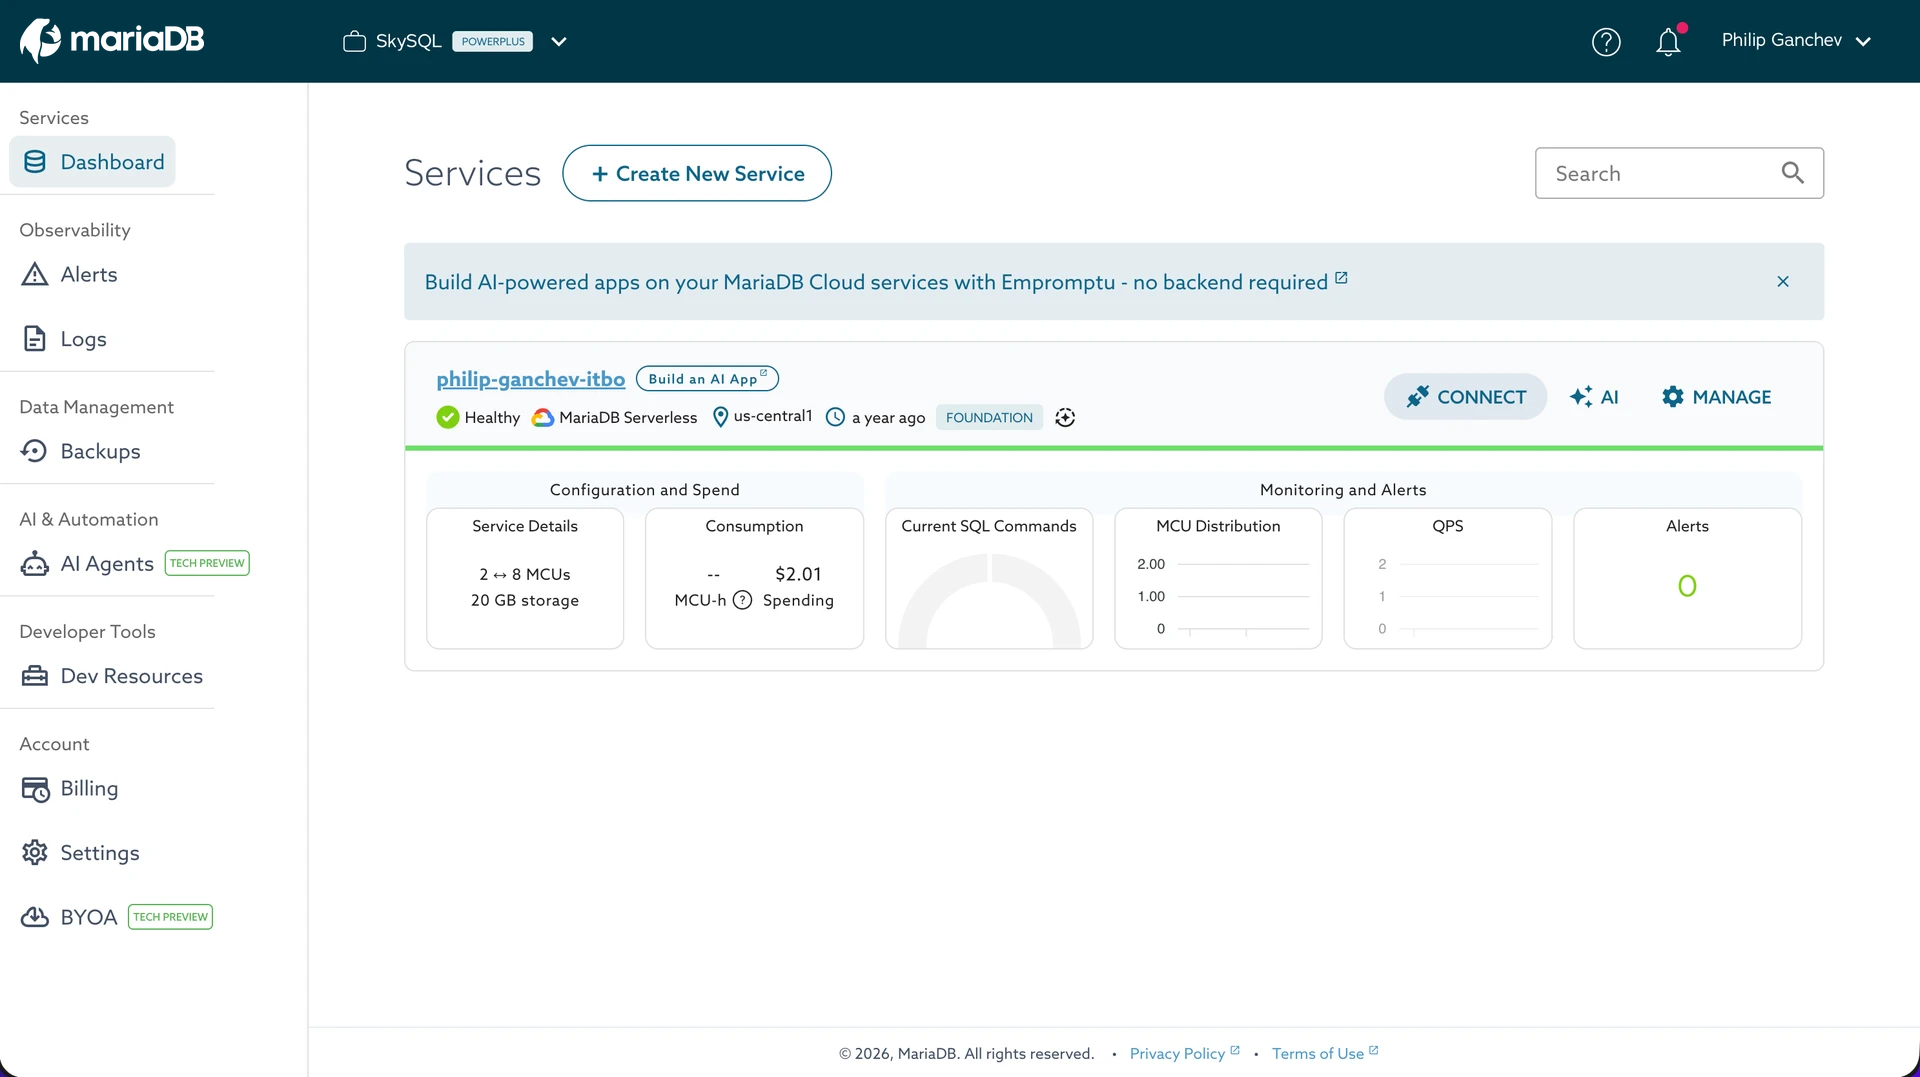 mariaDB
SkySQL POWERPLUS
Philip Ganchev
Services
Dashboard
Observability
Alerts
Logs
Data Management
Backups
AI & Automation
AI Agents TECH PREVIEW
Developer Tools
Dev Resources
Account
Billing
Settings
BYOA TECH PREVIEW
Services
+ Create New Service
Search
Build AI-powered apps on your MariaDB Cloud services with Empromptu - no backend required
philip-ganchev-itbo Build an AI App
Healthy MariaDB Serverless us-central1 a year ago FOUNDATION
CONNECT AI MANAGE
Configuration and Spend
Service Details
2 ↔ 8 MCUs
20 GB storage
Consumption
-- $2.01
MCU-h ? Spending
Monitoring and Alerts
Current SQL Commands
MCU Distribution
2.00
1.00
0
QPS
2
1
0
Alerts
0
© 2026, MariaDB. All rights reserved. • Privacy Policy • Terms of Use